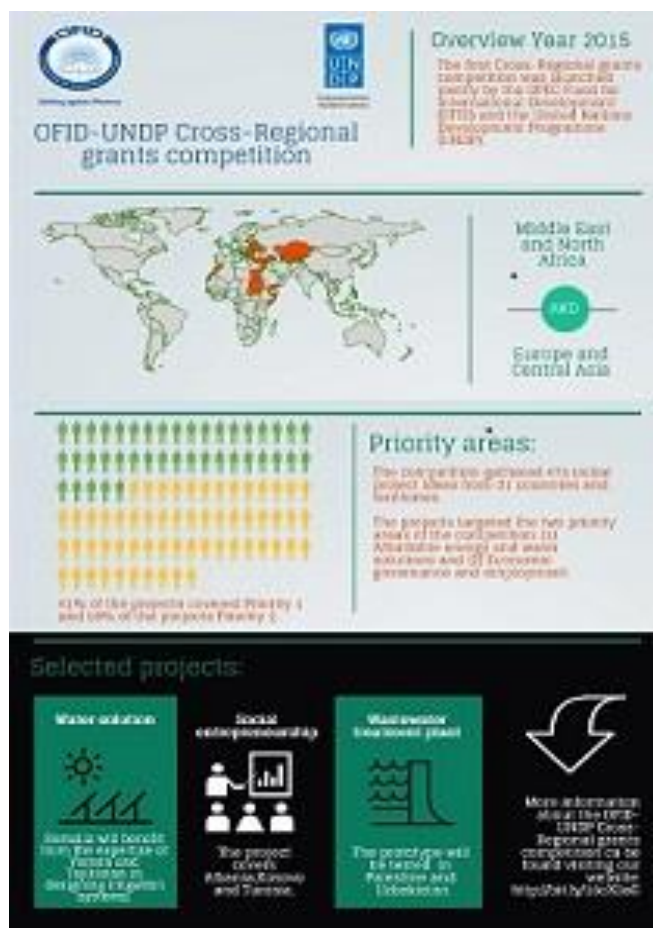 OFID
UN
DP
OFID-UNDP Cross-Regional
grants competition
Overview Year 2015
The first Cross-Regional grants
competition was launched
jointly by the OPEC Fund for
International Development
(OFID) and the United Nations
Development Programme
(UNDP)
Middle East
and North
Africa
AND
Europe and
Central Asia
Priority areas:
The competition gathered
project ideas from countries and
The projects targeted the two priority
areas of the competition:
Affordable energy and water
solutions and Economic
governance and employment
of the projects covered Priority 1
and of the projects Priority 2
Selected projects:
Water solution
Somalia will benefit
from the expertise of
and
Tajikistan in
designing irrigation
systems
Social
entrepreneurship
The project
covers
Albania, Kosovo
and Tunisia
Wastewater
treatment plant
The prototype will
be tested in
Palestine and
Uzbekistan
More information
about the OFID-
UNDP Cross-
Regional grants
competition ca be
found visiting our
website: